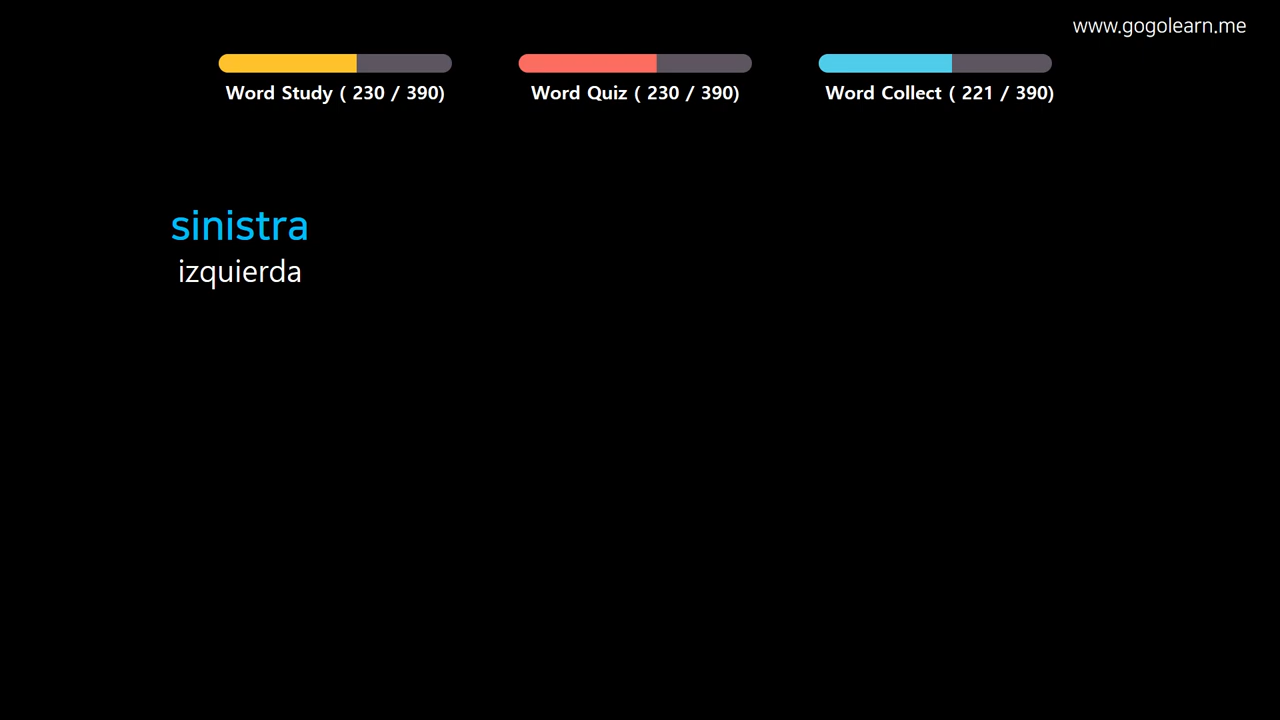 www.gogolearn.me
Word Study ( 230 / 390)
Word Quiz ( 230 / 390)
Word Collect ( 221 / 390)
sinistra
izquierda